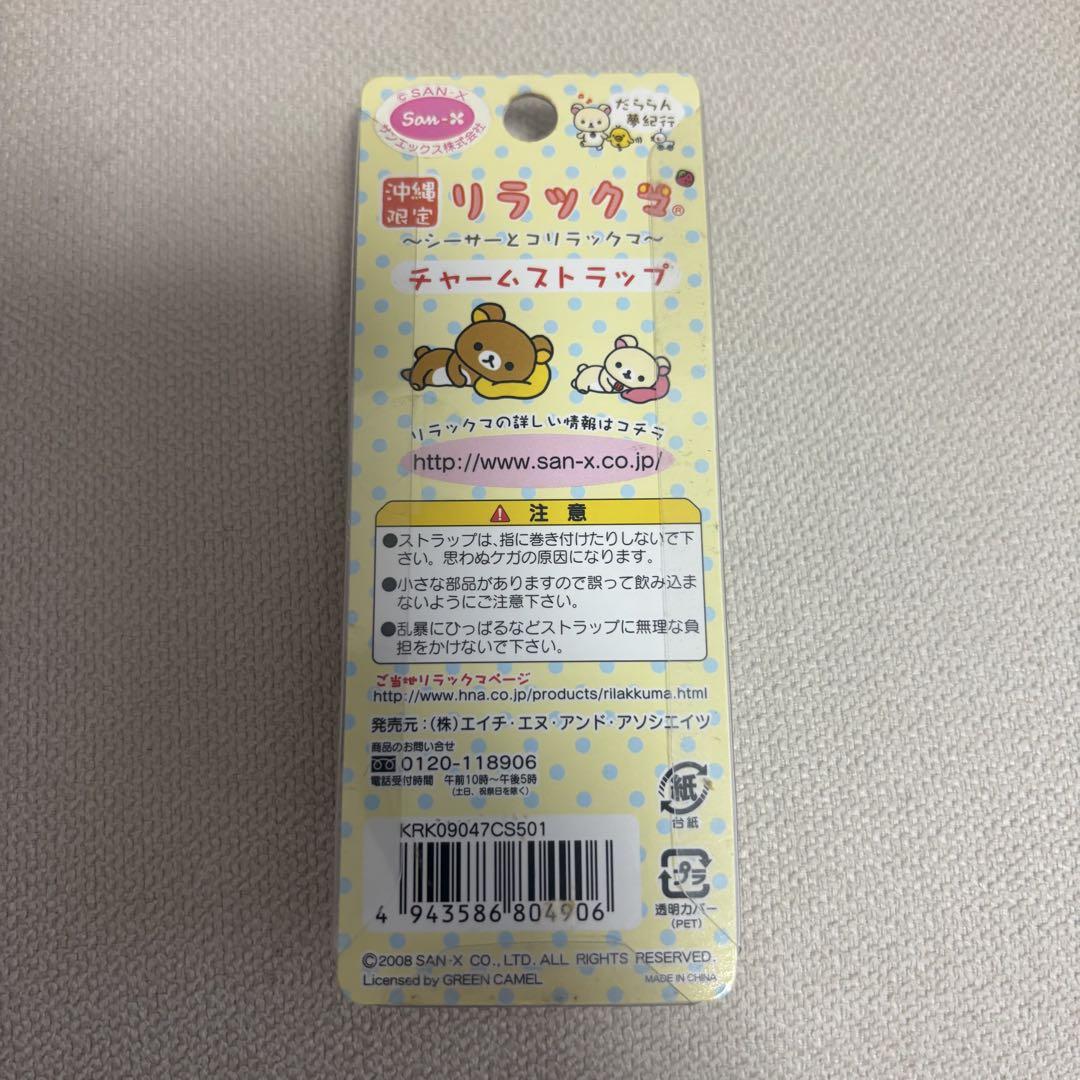 ©SAN-X
San-X
サンエックス株式会社
だららん
夢紀行
沖縄
限定
リラックマ®
～シーサーとコリラックマ～
チャームストラップ
リラックマの詳しい情報はコチラ
http://www.san-x.co.jp/
注意
●ストラップは、指に巻き付けたりしないで下
さい。思わぬケガの原因になります。
●小さな部品がありますので誤って飲み込ま
ないようにご注意下さい。
●乱暴にひっぱるなどストラップに無理な負
担をかけないで下さい。
ご当地リラックマページ
http://www.hna.co.jp/products/rilakkuma.html
発売元：(株)エイチ・エヌ・アンド・アソシエイツ
商品のお問い合せ
0120-118906
電話受付時間 午前10時～午後5時
(土日、祝祭日を除く)
紙
台紙
KRK09047CS501
4 943586 804906
プラ
透明カバー
(PET)
©2008 SAN-X CO., LTD. ALL RIGHTS RESERVED.
Licensed by GREEN CAMEL
MADE IN CHINA